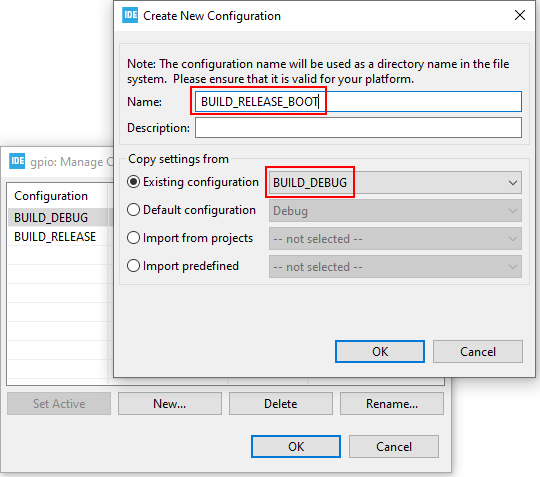 IDE Create New Configuration
Note: The configuration name will be used as a directory name in the file
system. Please ensure that it is valid for your platform.
Name: BUILD_RELEASE_BOOT
Description:
Copy settings from
Existing configuration BUILD_DEBUG
Default configuration Debug
Import from projects -- not selected --
Import predefined -- not selected --
OK Cancel
IDE gpio: Manage C
Configuration
BUILD_DEBUG
BUILD_RELEASE
Set Active New... Delete Rename...
OK Cancel